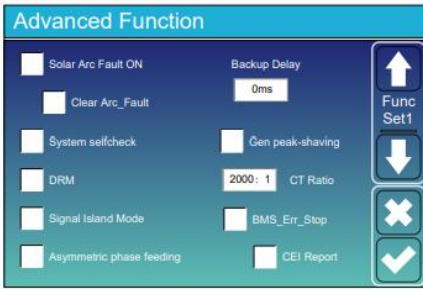 Advanced Function
Solar Arc Fault ON
Backup Delay
Clear Arc_Fault
0ms
Func
Set1
System selfcheck
Gen peak-shaving
DRM
2000: 1 CT Ratio
Signal Island Mode
BMS_Err_Stop
Asymmetric phase feeding
CEI Report